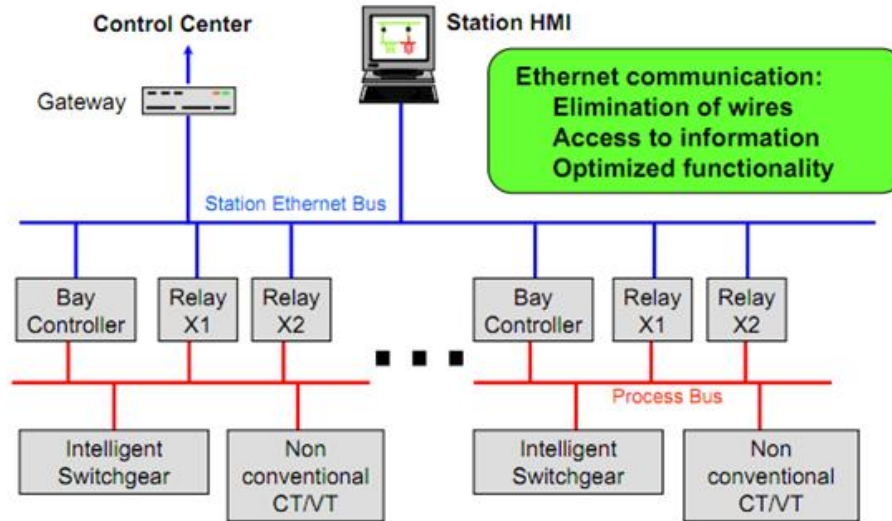 Control Center
Station HMI
Gateway
Ethernet communication:
Elimination of wires
Access to information
Optimized functionality
Station Ethernet Bus
Bay
Controller
Relay
X1
Relay
X2
Bay
Controller
Relay
X1
Relay
X2
Process Bus
Intelligent
Switchgear
Non
conventional
CT/VT
Intelligent
Switchgear
Non
conventional
CT/VT